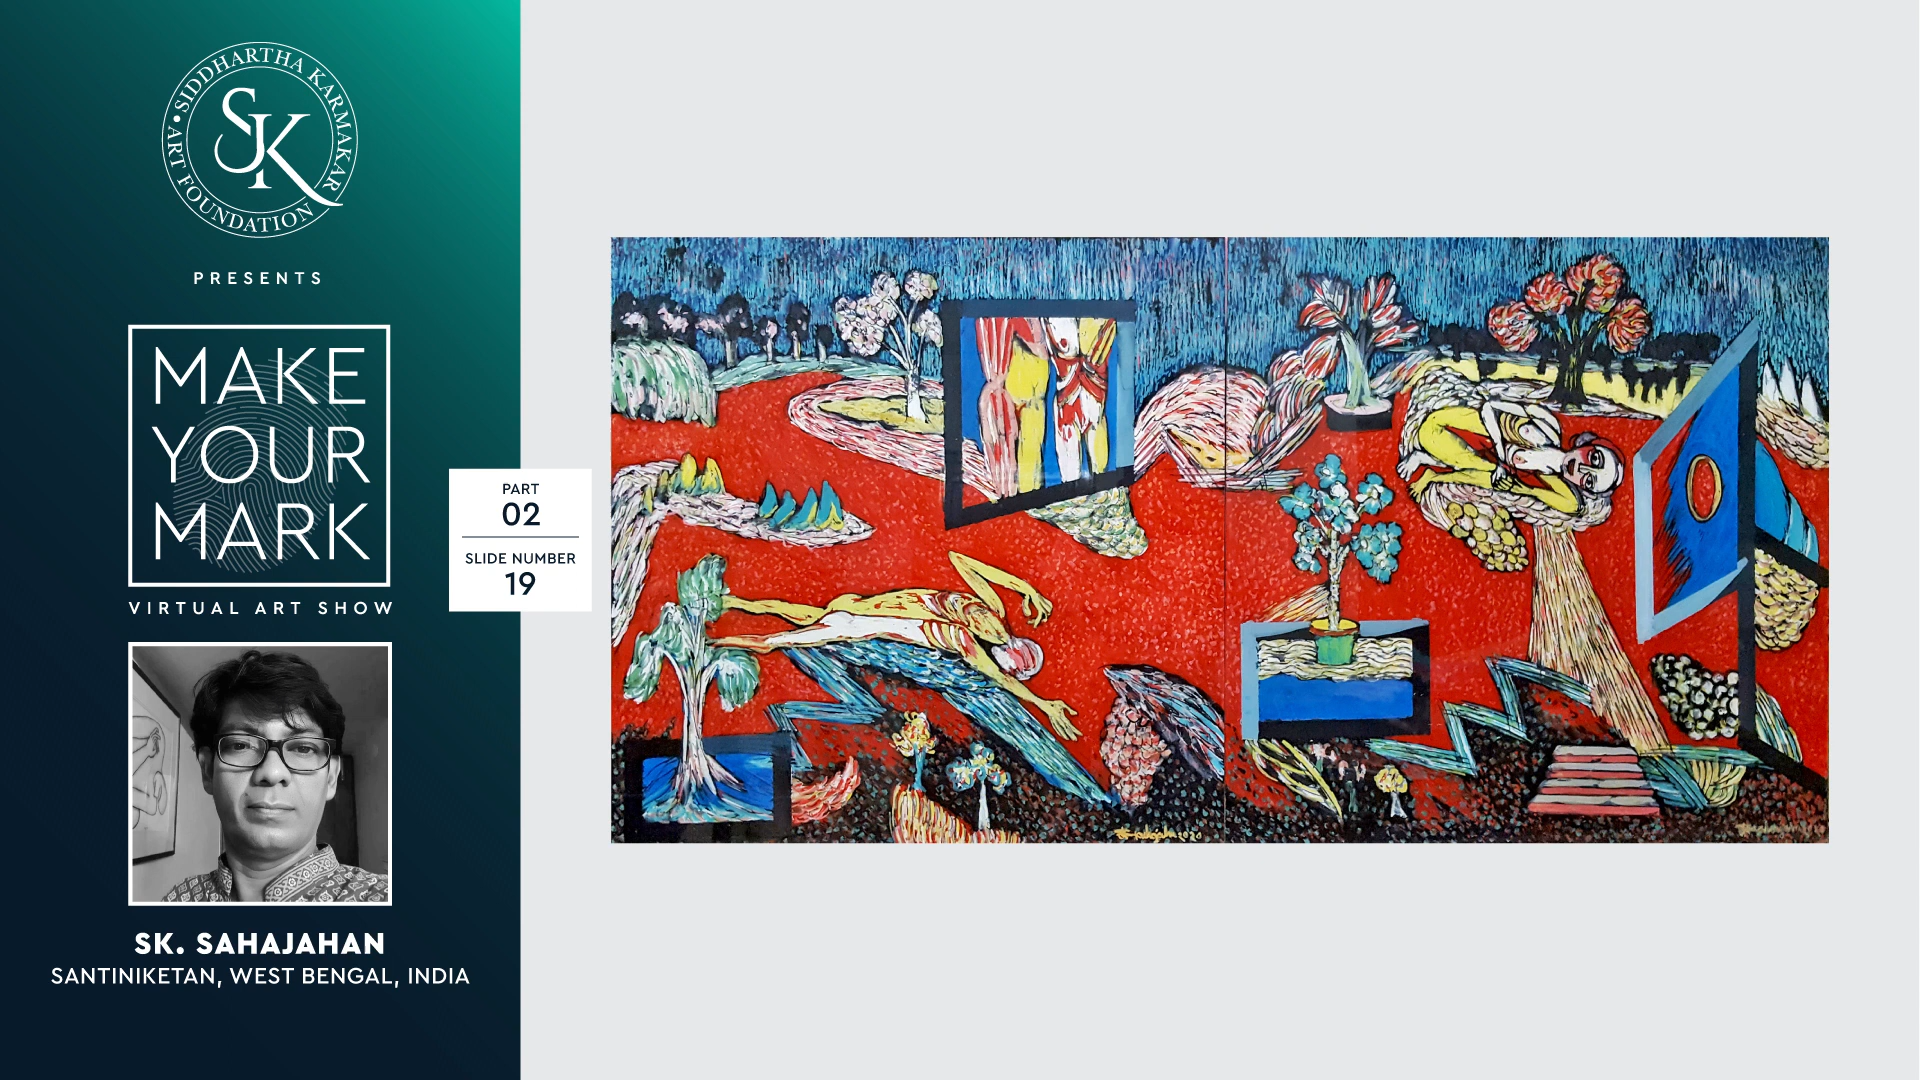 • SIDDHARTHA KARMAKAR
ART FOUNDATION
SK
PRESENTS
MAKE
YOUR
MARK
VIRTUAL ART SHOW
PART
02
SLIDE NUMBER
19
SK. SAHAJAHAN
SANTINIKETAN, WEST BENGAL, INDIA